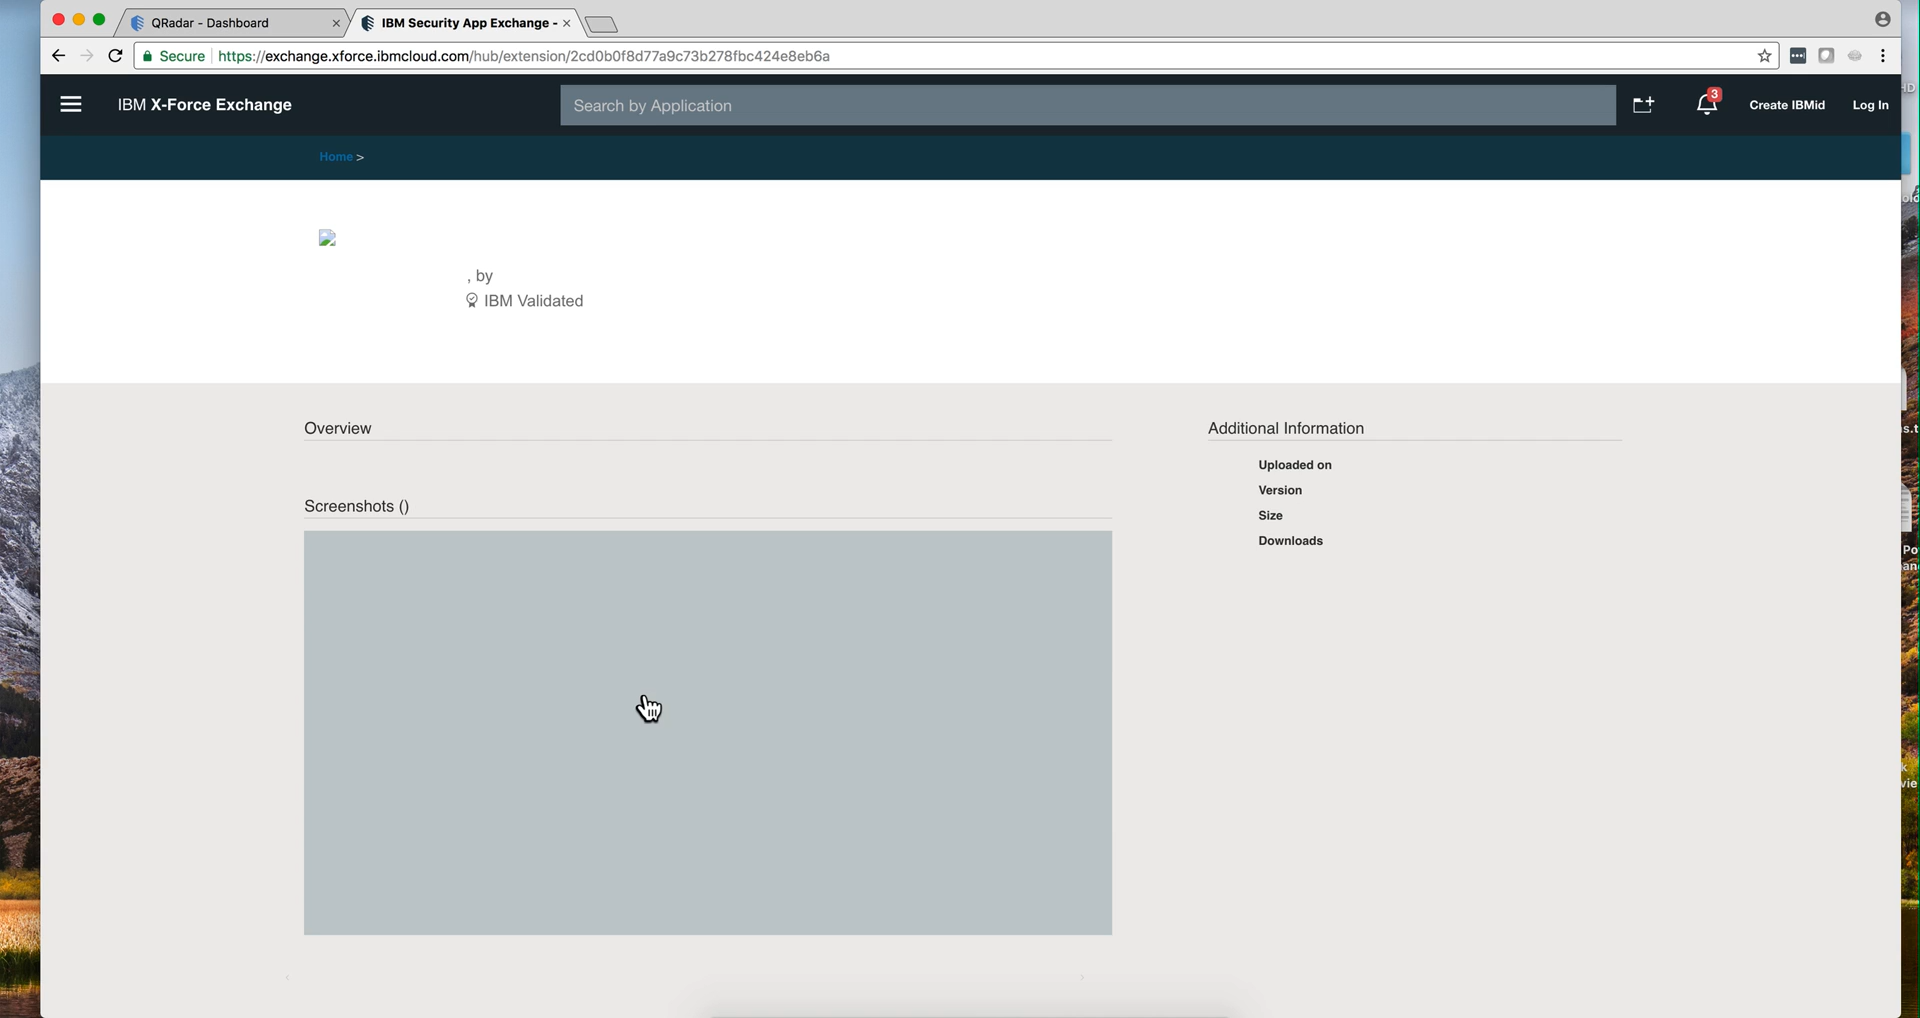 QRadar - Dashboard
IBM Security App Exchange -
Secure https://exchange.xforce.ibmcloud.com/hub/extension/2cd0b0f8d77a9c73b278fbc424e8eb6a
IBM X-Force Exchange
Search by Application
3
Create IBMid
Log In
Home >
, by
IBM Validated
Overview
Screenshots ()
Additional Information
Uploaded on
Version
Size
Downloads